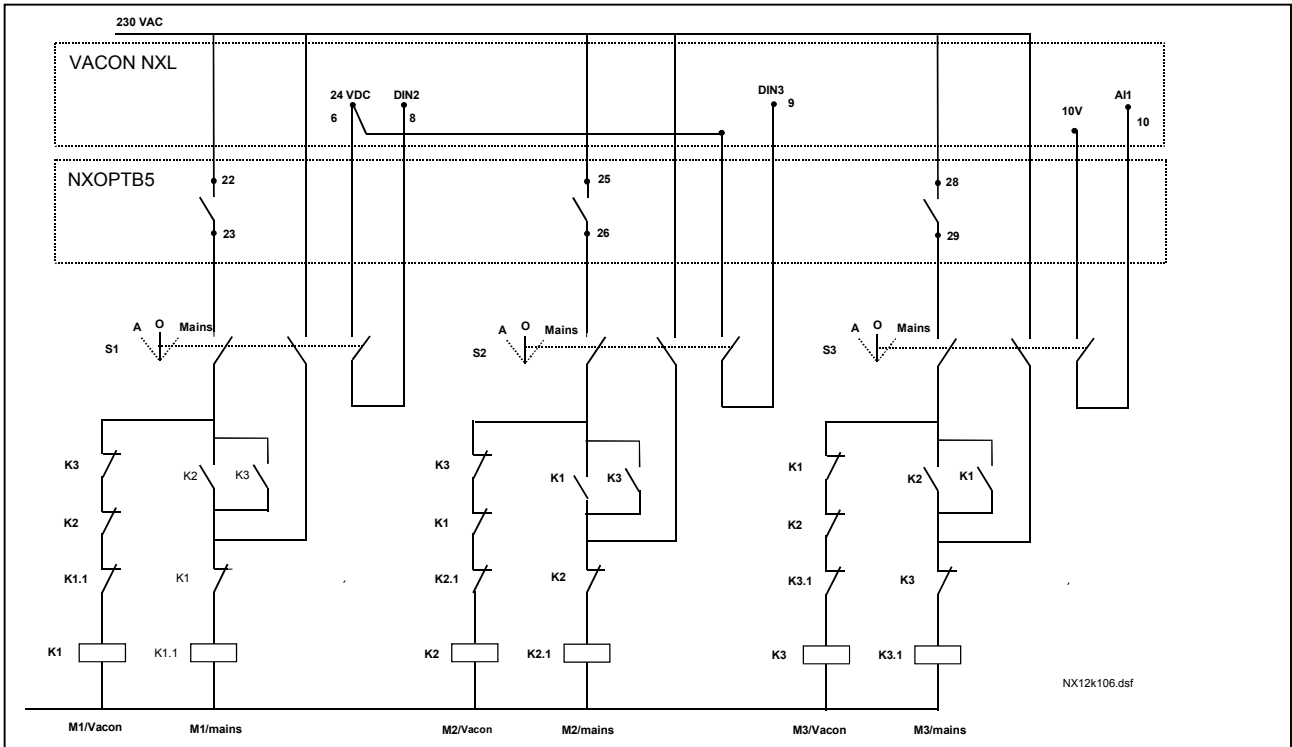 230 VAC
VACON NXL
24 VDC DIN2 DIN3 AI1
6 8 9 10V 10
NXOPTB5
22 25 28
23 26 29
A O Mains A O Mains A O Mains
S1 S2 S3
K3 K2 K3 K3 K1 K3 K1 K2 K1
K2 K1 K2
K1.1 K1 K2.1 K2 K3.1 K3
K1 K1.1 K2 K2.1 K3 K3.1
NX12k106.dsf
M1/Vacon M1/mains M2/Vacon M2/mains M3/Vacon M3/mains